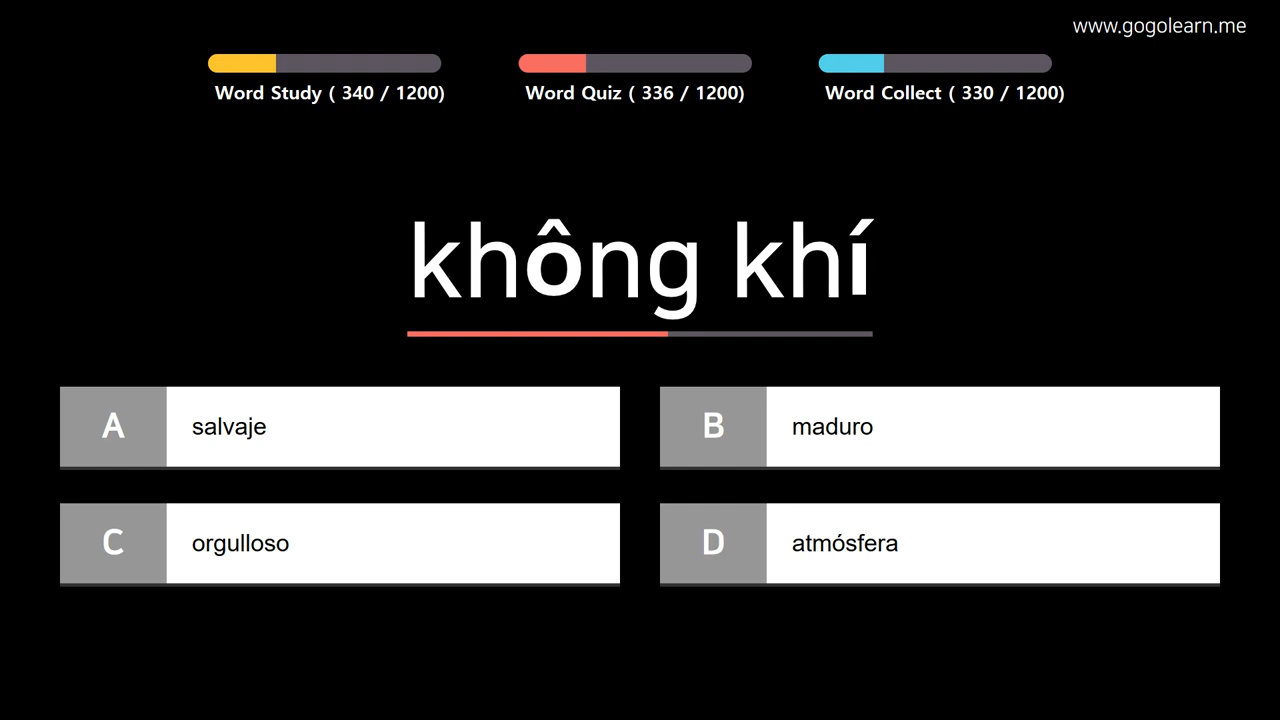 www.gogolearn.me
Word Study ( 340 / 1200)
Word Quiz ( 336 / 1200)
Word Collect ( 330 / 1200)
không khí
A salvaje
B maduro
C orgulloso
D atmósfera